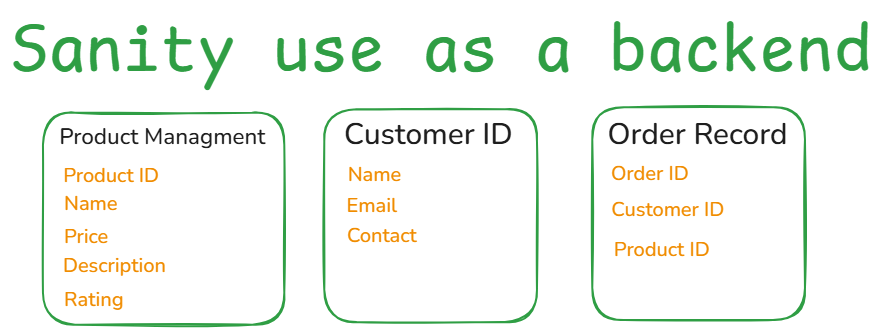 Sanity use as a backend
Product Managment
Product ID
Name
Price
Description
Rating
Customer ID
Name
Email
Contact
Order Record
Order ID
Customer ID
Product ID